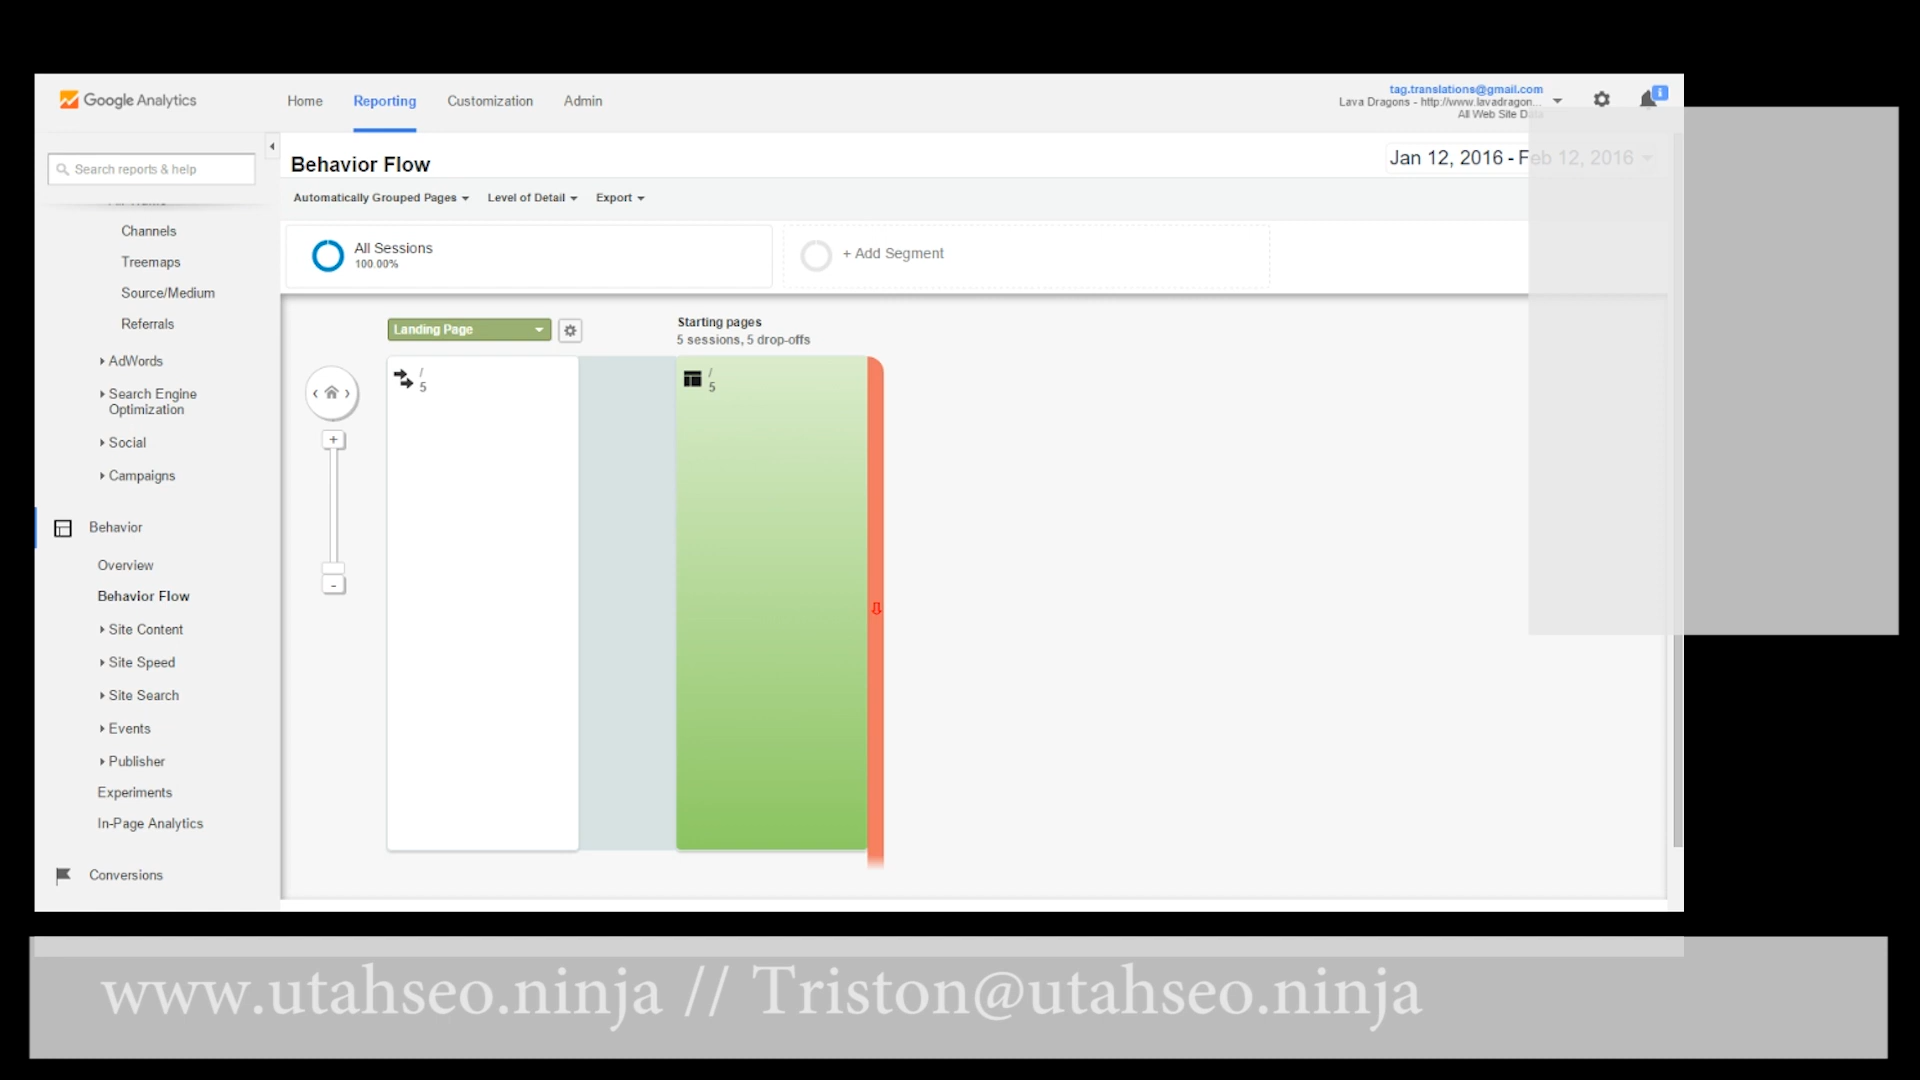 Google Analytics
Home
Reporting
Customization
Admin
tag.translations@gmail.com
Lava Dragons - http://www.lavadragon...
All Web Site Da
i
Search reports & help
Behavior Flow
Jan 12, 2016 - Feb 12, 2016
Automatically Grouped Pages
Level of Detail
Export
All Sessions
100.00%
+ Add Segment
Channels
Treemaps
Source/Medium
Referrals
AdWords
Search Engine
Optimization
Social
Campaigns
Behavior
Overview
Behavior Flow
Site Content
Site Speed
Site Search
Events
Publisher
Experiments
In-Page Analytics
Conversions
Landing Page
Starting pages
5 sessions, 5 drop-offs
/
5
/
5
+
-
www.utahseo.ninja // Triston@utahseo.ninja